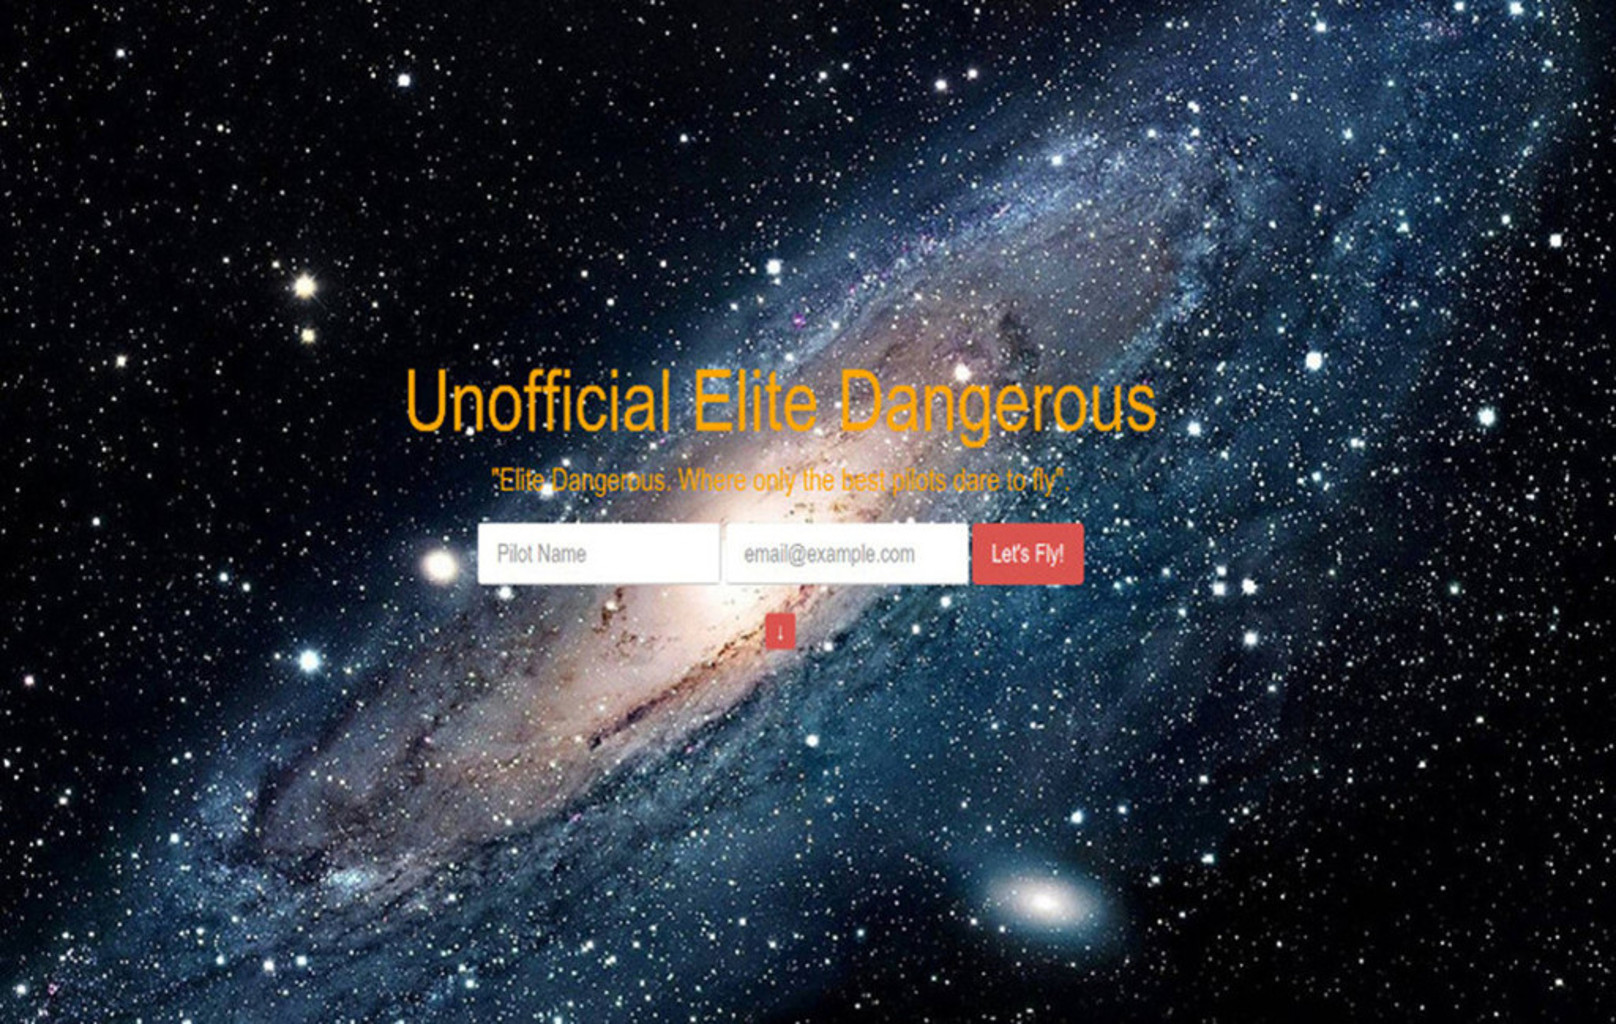 Unofficial Elite Dangerous
"Elite Dangerous. Where only the best pilots dare to fly".
Pilot Name
email@example.com
Let's Fly!
↓